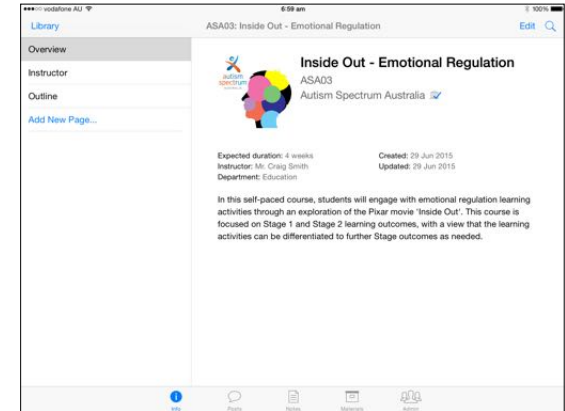 vodafone AU
6:59 am
100%
Library
ASA03: Inside Out - Emotional Regulation
Edit
Overview
Instructor
Outline
Add New Page...
autism
spectrum
Inside Out - Emotional Regulation
ASA03
Autism Spectrum Australia
Expected duration: 4 weeks
Instructor: Mr. Craig Smith
Department: Education
Created: 29 Jun 2015
Updated: 29 Jun 2015
In this self-paced course, students will engage with emotional regulation learning
activities through an exploration of the Pixar movie 'Inside Out'. This course is
focused on Stage 1 and Stage 2 learning outcomes, with a view that the learning
activities can be differentiated to further Stage outcomes as needed.
Info
Posts
Notes
Materials
Admin